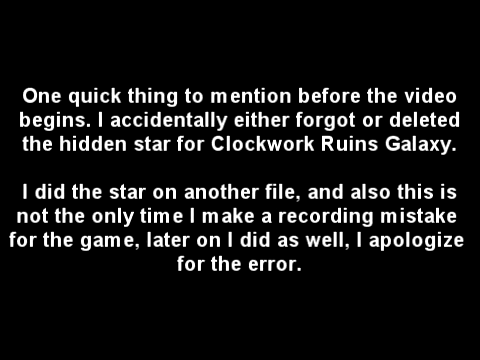 One quick thing to mention before the video
begins. I accidentally either forgot or deleted
the hidden star for Clockwork Ruins Galaxy.
I did the star on another file, and also this is
not the only time I make a recording mistake
for the game, later on I did as well, I apologize
for the error.